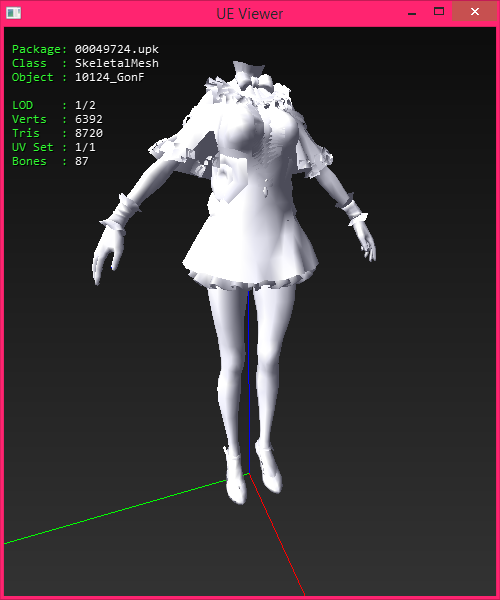 UE Viewer
Package: 00049724.upk
Class  : SkeletalMesh
Object : 10124_GonF
LOD    : 1/2
Verts  : 6392
Tris   : 8720
UV Set : 1/1
Bones  : 87